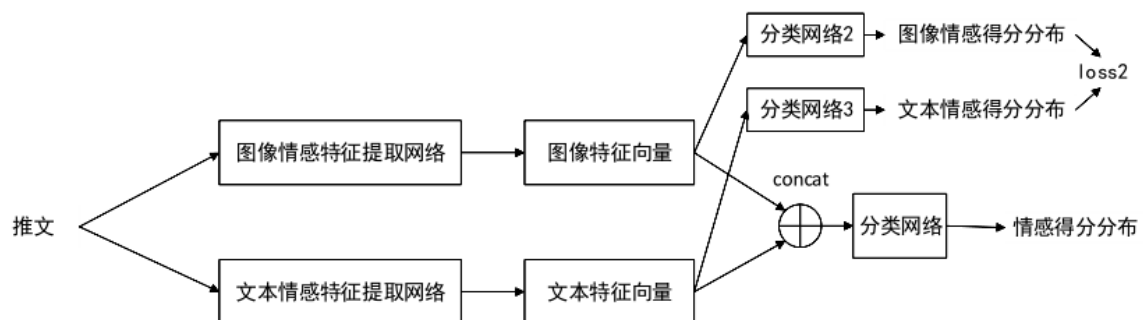 分类网络2
图像情感得分分布
loss2
分类网络3
文本情感得分分布
图像情感特征提取网络
图像特征向量
concat
推文
分类网络
情感得分分布
文本情感特征提取网络
文本特征向量